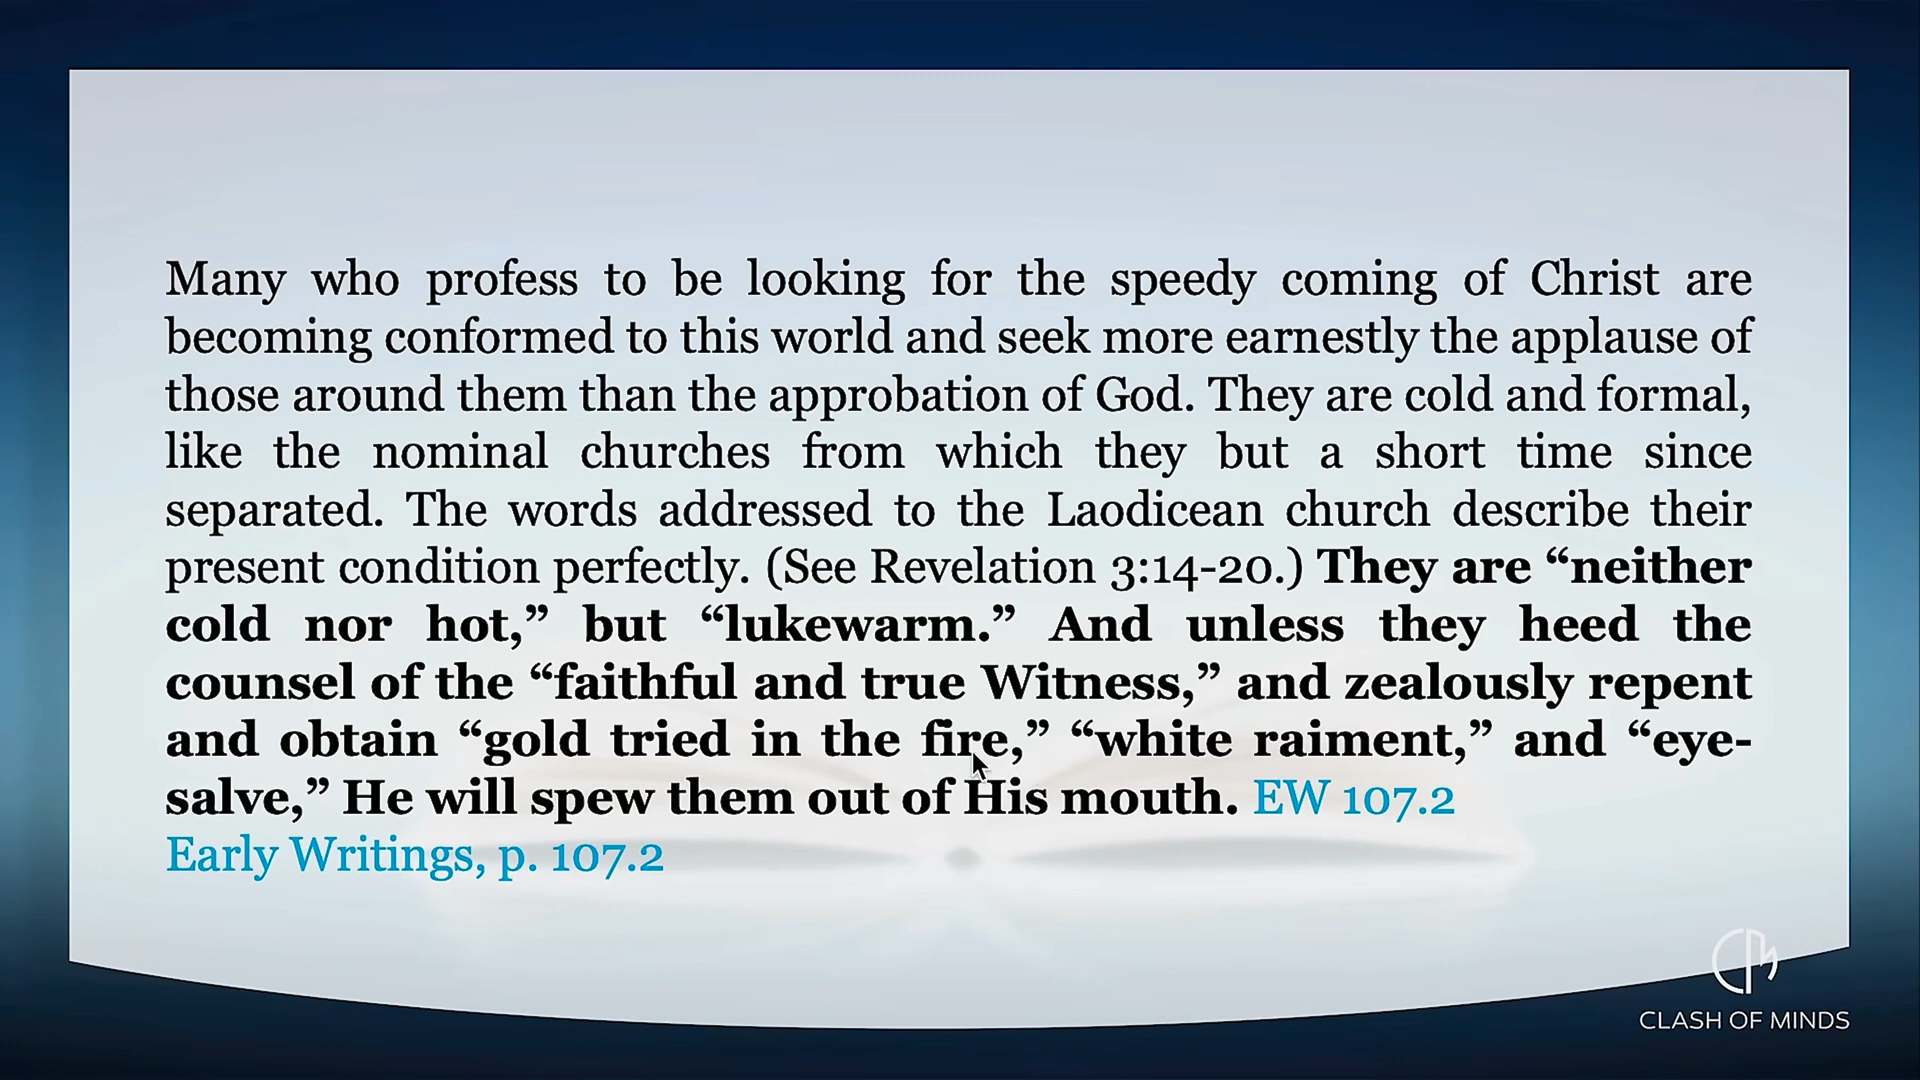 Many who profess to be looking for the speedy coming of Christ are
becoming conformed to this world and seek more earnestly the applause of
those around them than the approbation of God. They are cold and formal,
like the nominal churches from which they but a short time since
separated. The words addressed to the Laodicean church describe their
present condition perfectly. (See Revelation 3:14-20.) They are “neither
cold nor hot,” but “lukewarm.” And unless they heed the
counsel of the “faithful and true Witness,” and zealously repent
and obtain “gold tried in the fire,” “white raiment,” and “eye-
salve,” He will spew them out of His mouth. EW 107.2
Early Writings, p. 107.2
CLASH OF MINDS